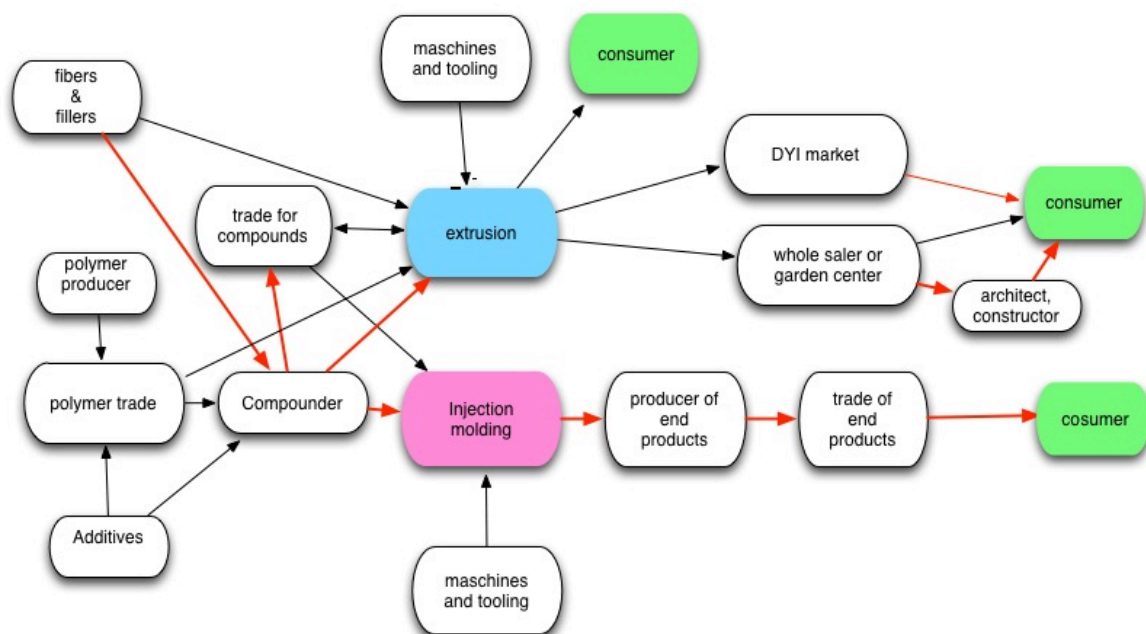 maschines
and tooling
consumer
fibers
&
fillers
DYI market
trade for
compounds
extrusion
consumer
whole saler or
garden center
polymer
producer
architect,
constructor
polymer trade
Compounder
Injection
molding
producer of
end
products
trade of
end
products
cosumer
Additives
maschines
and tooling